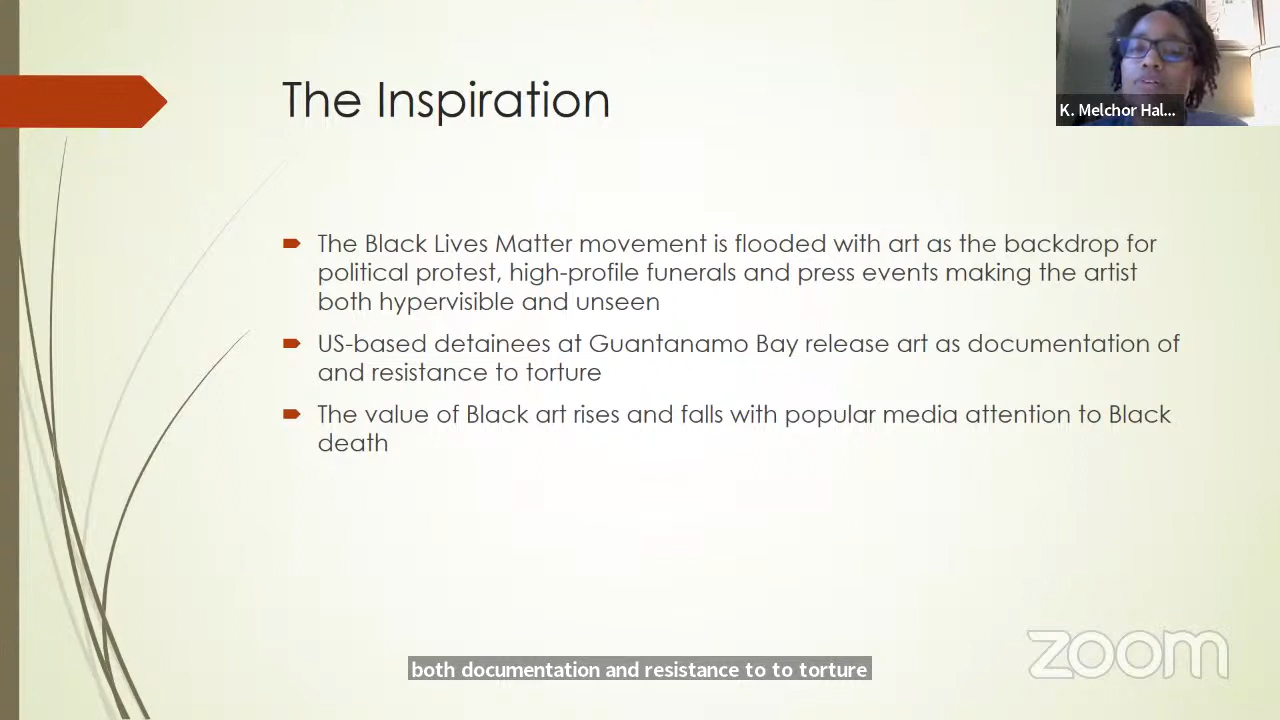 The Inspiration
K. Melchor Hal...
The Black Lives Matter movement is flooded with art as the backdrop for
political protest, high-profile funerals and press events making the artist
both hypervisible and unseen
US-based detainees at Guantanamo Bay release art as documentation of
and resistance to torture
The value of Black art rises and falls with popular media attention to Black
death
zoom
both documentation and resistance to to torture